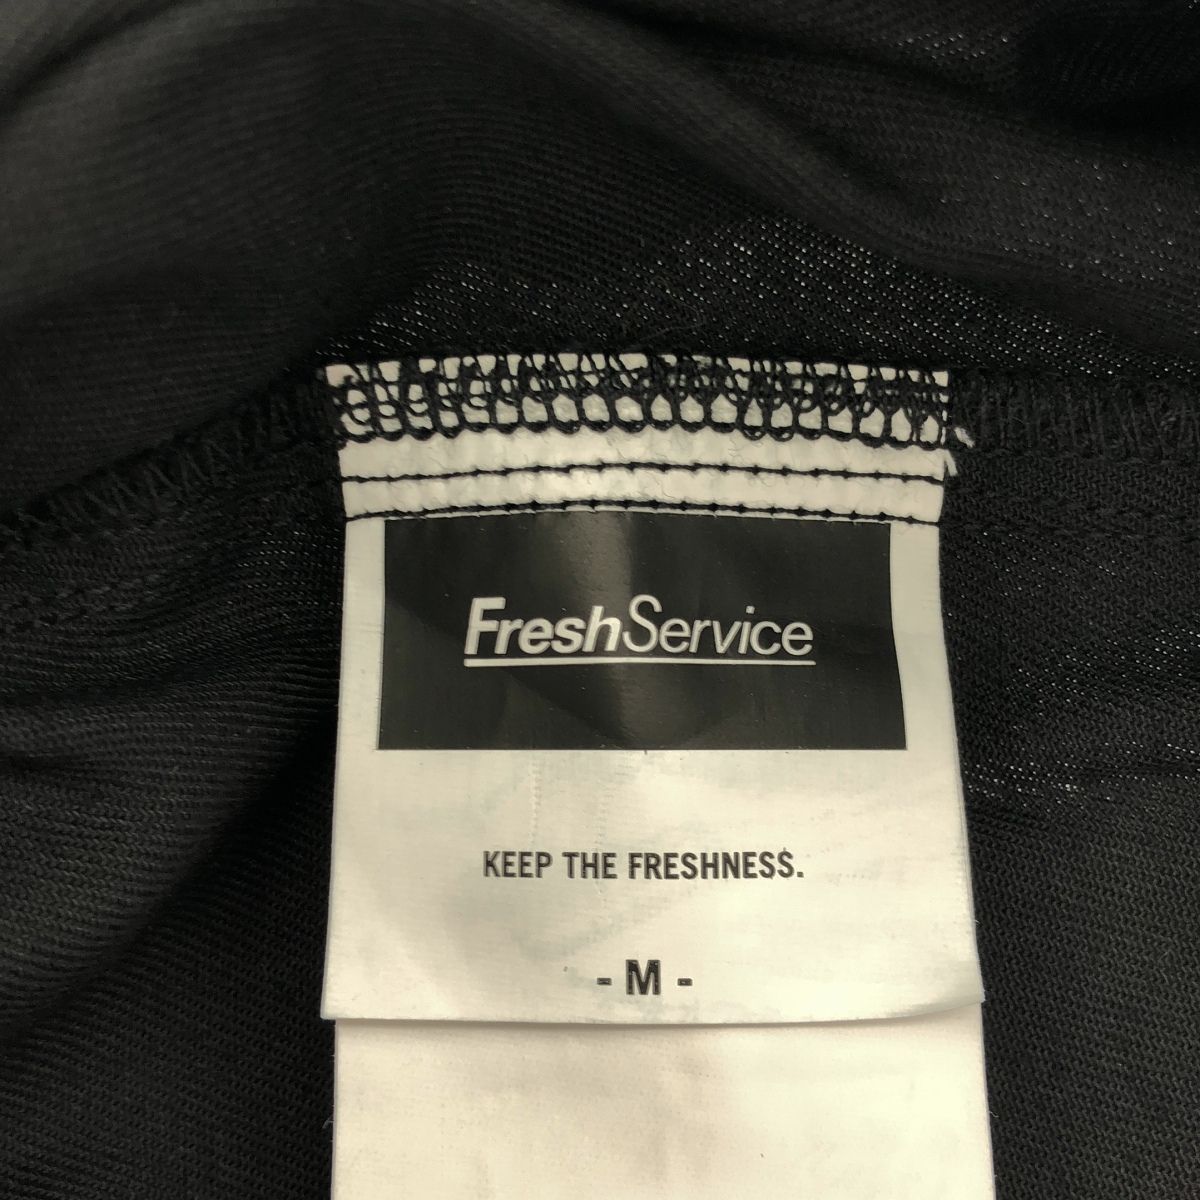 FreshService
KEEP THE FRESHNESS.
- M -